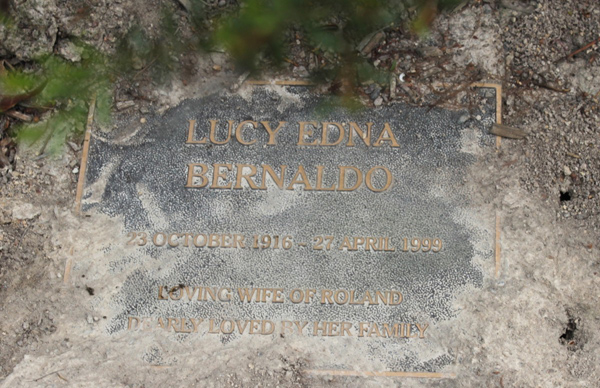 LUCY EDNA
BERNALDO
23 OCTOBER 1916 - 27 APRIL 1999
LOVING WIFE OF ROLAND
DEARLY LOVED BY HER FAMILY